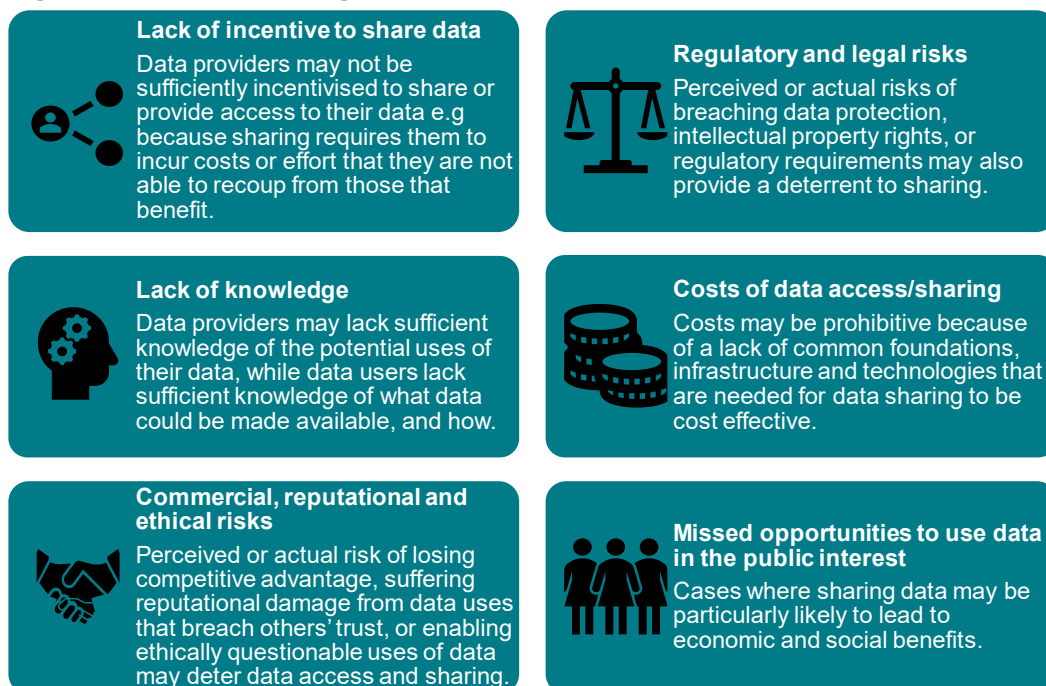 Lack of incentive to share data
Data providers may not be
sufficiently incentivised to share or
provide access to their data e.g
because sharing requires them to
incur costs or effort that they are not
able to recoup from those that
benefit.
Regulatory and legal risks
Perceived or actual risks of
breaching data protection,
intellectual property rights, or
regulatory requirements may also
provide a deterrent to sharing.
Lack of knowledge
Data providers may lack sufficient
knowledge of the potential uses of
their data, while data users lack
sufficient knowledge of what data
could be made available, and how.
Costs of data access/sharing
Costs may be prohibitive because
of a lack of common foundations,
infrastructure and technologies that
are needed for data sharing to be
cost effective.
Commercial, reputational and
ethical risks
Perceived or actual risk of losing
competitive advantage, suffering
reputational damage from data uses
that breach others’ trust, or enabling
ethically questionable uses of data
may deter data access and sharing.
Missed opportunities to use data
in the public interest
Cases where sharing data may be
particularly likely to lead to
economic and social benefits.